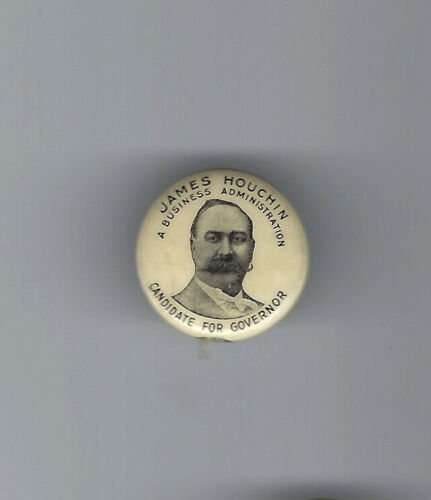 JAMES HOUCHIN
A BUSINESS ADMINISTRATION
CANDIDATE FOR GOVERNOR